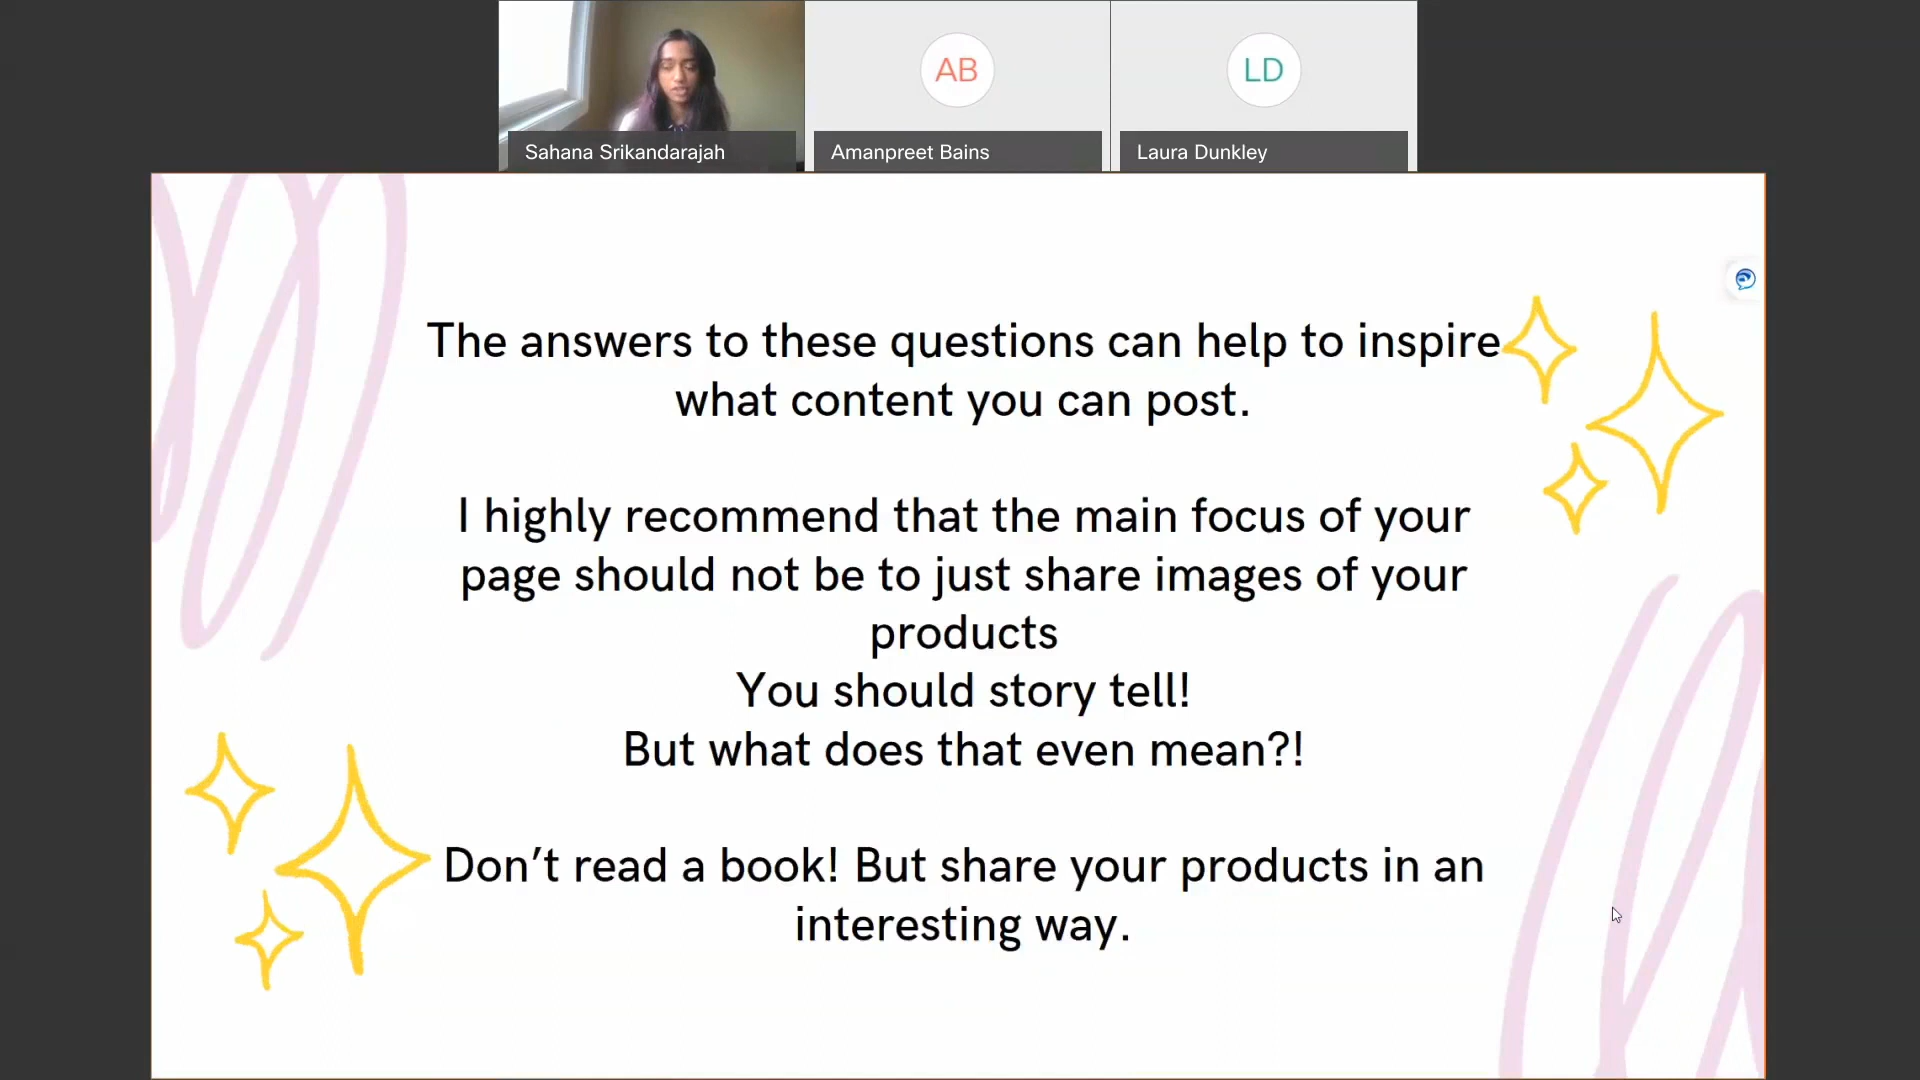 AB
LD
Sahana Srikandarajah
Amanpreet Bains
Laura Dunkley
The answers to these questions can help to inspire
what content you can post.
I highly recommend that the main focus of your
page should not be to just share images of your
products
You should story tell!
But what does that even mean?!
Don’t read a book! But share your products in an
interesting way.